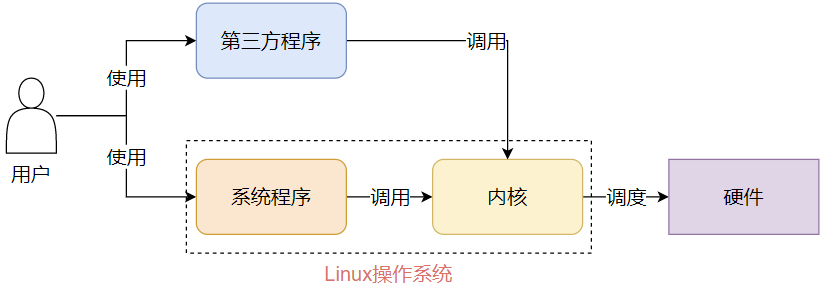 第三方程序
调用
使用
用户
使用
系统程序
调用
内核
调度
硬件
Linux操作系统